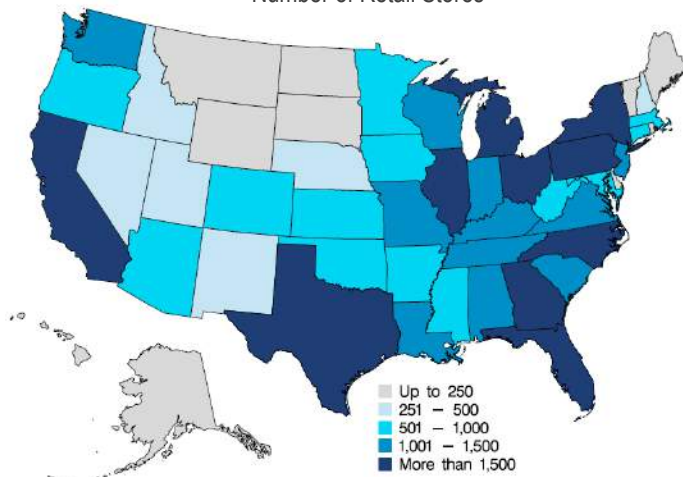 Number of Retail Stores
Up to 250
251 – 500
501 – 1,000
1,001 – 1,500
More than 1,500